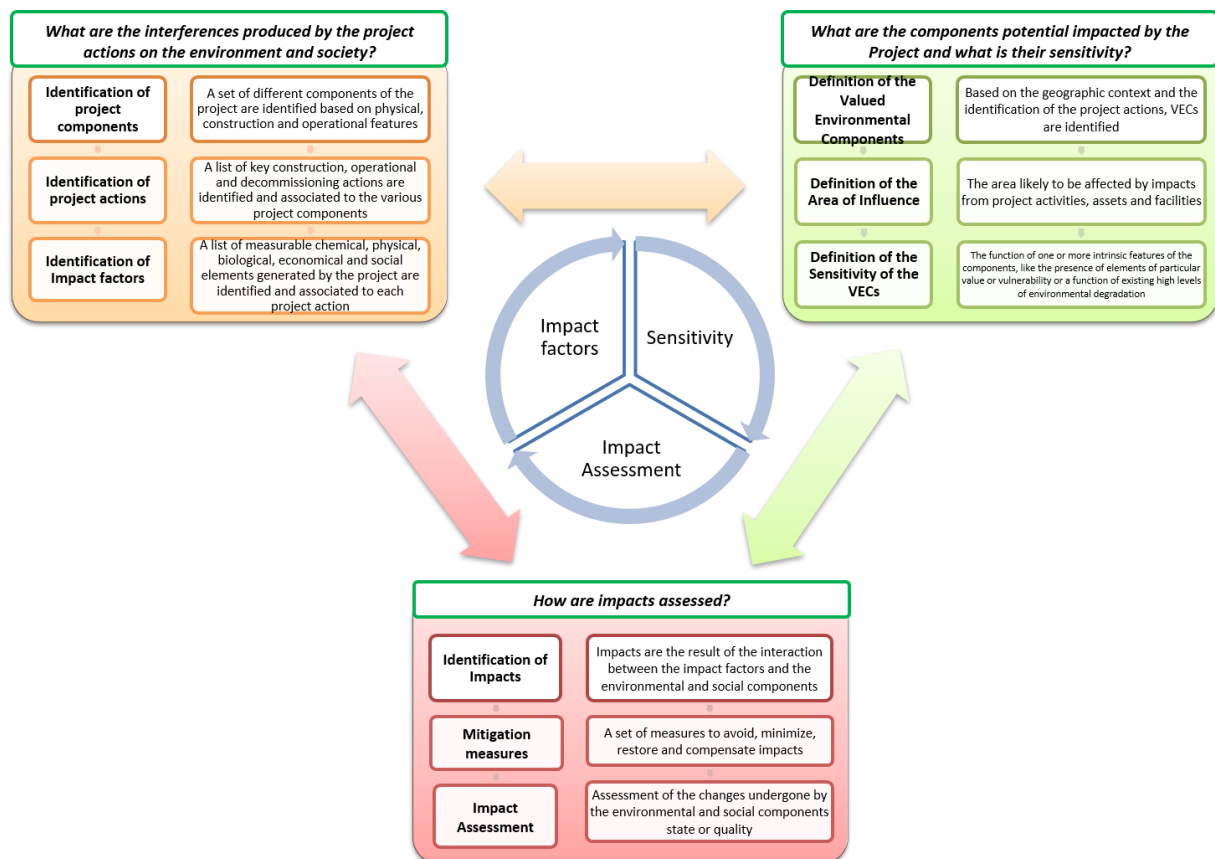 What are the interferences produced by the project
actions on the environment and society?
Identification of
project
components
A set of different components of the
project are identified based on physical,
construction and operational features
Identification of
project actions
A list of key construction, operational
and decommissioning actions are
identified and associated to the various
project components
Identification of
Impact factors
A list of measurable chemical, physical,
biological, economical and social
elements generated by the project are
identified and associated to each
project action
What are the components potential impacted by the
Project and what is their sensitivity?
Definition of the
Valued
Environmental
Components
Based on the geographic context and the
identification of the project actions, VECs
are identified
Definition of the
Area of Influence
The area likely to be affected by impacts
from project activities, assets and facilities
Definition of the
Sensitivity of the
VECs
The function of one or more intrinsic features of the
components, like the presence of elements of particular
value or vulnerability or a function of existing high levels
of environmental degradation
Impact
factors
Sensitivity
Impact
Assessment
How are impacts assessed?
Identification of
Impacts
Impacts are the result of the interaction
between the impact factors and the
environmental and social components
Mitigation
measures
A set of measures to avoid, minimize,
restore and compensate impacts
Impact
Assessment
Assessment of the changes undergone by
the environmental and social components
state or quality